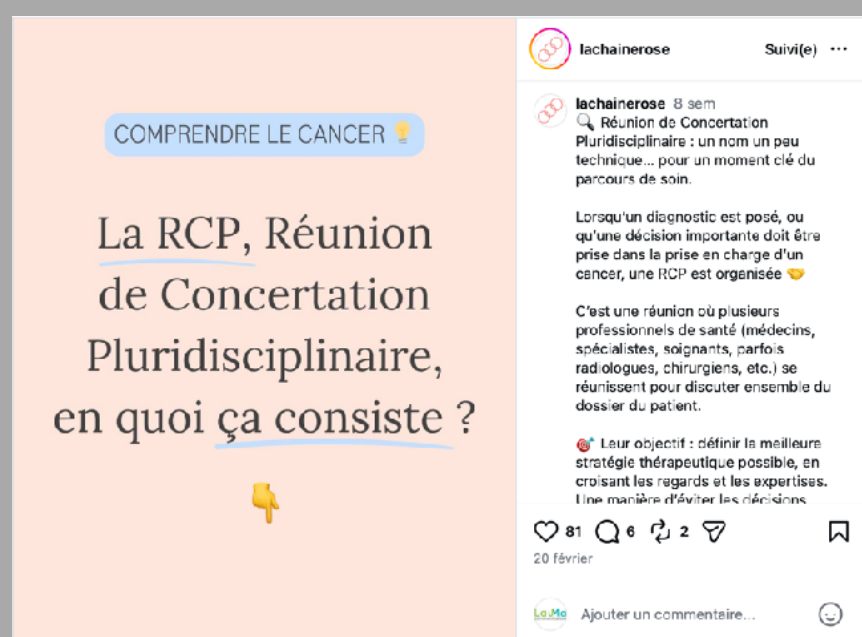 COMPRENDRE LE CANCER 💡
La RCP, Réunion
de Concertation
Pluridisciplinaire,
en quoi ça consiste ?
👇
lachainerose
Suivi(e) ...
lachainerose 8 sem
🔍 Réunion de Concertation
Pluridisciplinaire : un nom un peu
technique... pour un moment clé du
parcours de soin.
Lorsqu'un diagnostic est posé, ou
qu'une décision importante doit être
prise dans la prise en charge d'un
cancer, une RCP est organisée 🤝
C'est une réunion où plusieurs
professionnels de santé (médecins,
spécialistes, soignants, parfois
radiologues, chirurgiens, etc.) se
réunissent pour discuter ensemble du
dossier du patient.
🎯 Leur objectif : définir la meilleure
stratégie thérapeutique possible, en
croisant les regards et les expertises.
Une manière d'éviter les décisions
81 6 2
20 février
LaMa
Ajouter un commentaire...